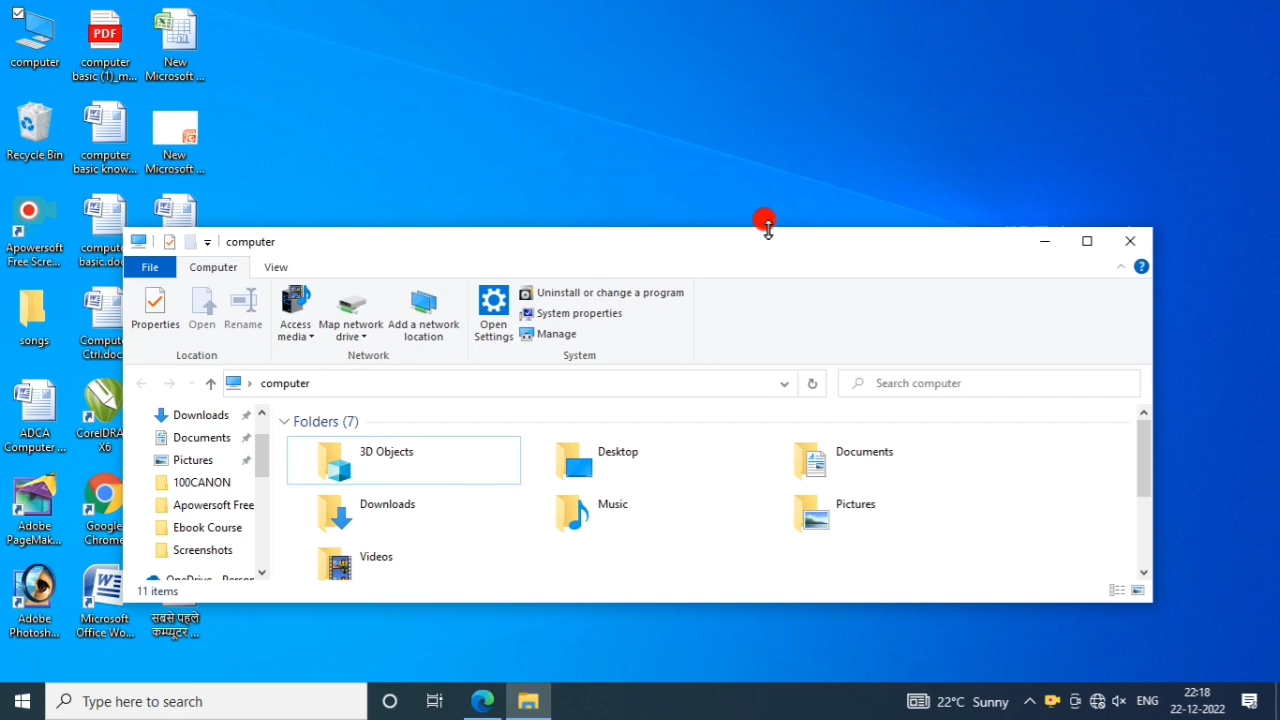 computer
PDF
computer
basic (1)_m...
New
Microsoft ...
Recycle Bin
computer
basic know...
New
Microsoft ...
Apowersoft
Free Scre...
basic.doc
songs
Ctrl.doc
ADCA
Computer ...
CorelDRA
X6
Adobe
PageMak...
Google
Chrome
Adobe
Photosh...
Microsoft
Office Wo...
सबसे पहले
कम्प्यूटर ...
computer
File
Computer
View
Properties
Open
Rename
Access
media
Map network
drive
Add a network
location
Open
Settings
Uninstall or change a program
System properties
Manage
Location
Network
System
computer
Search computer
Downloads
Documents
Pictures
100CANON
Apowersoft Free
Ebook Course
Screenshots
Folders (7)
3D Objects
Desktop
Documents
Downloads
Music
Pictures
Videos
11 items
Type here to search
22°C Sunny
ENG
22:18
22-12-2022